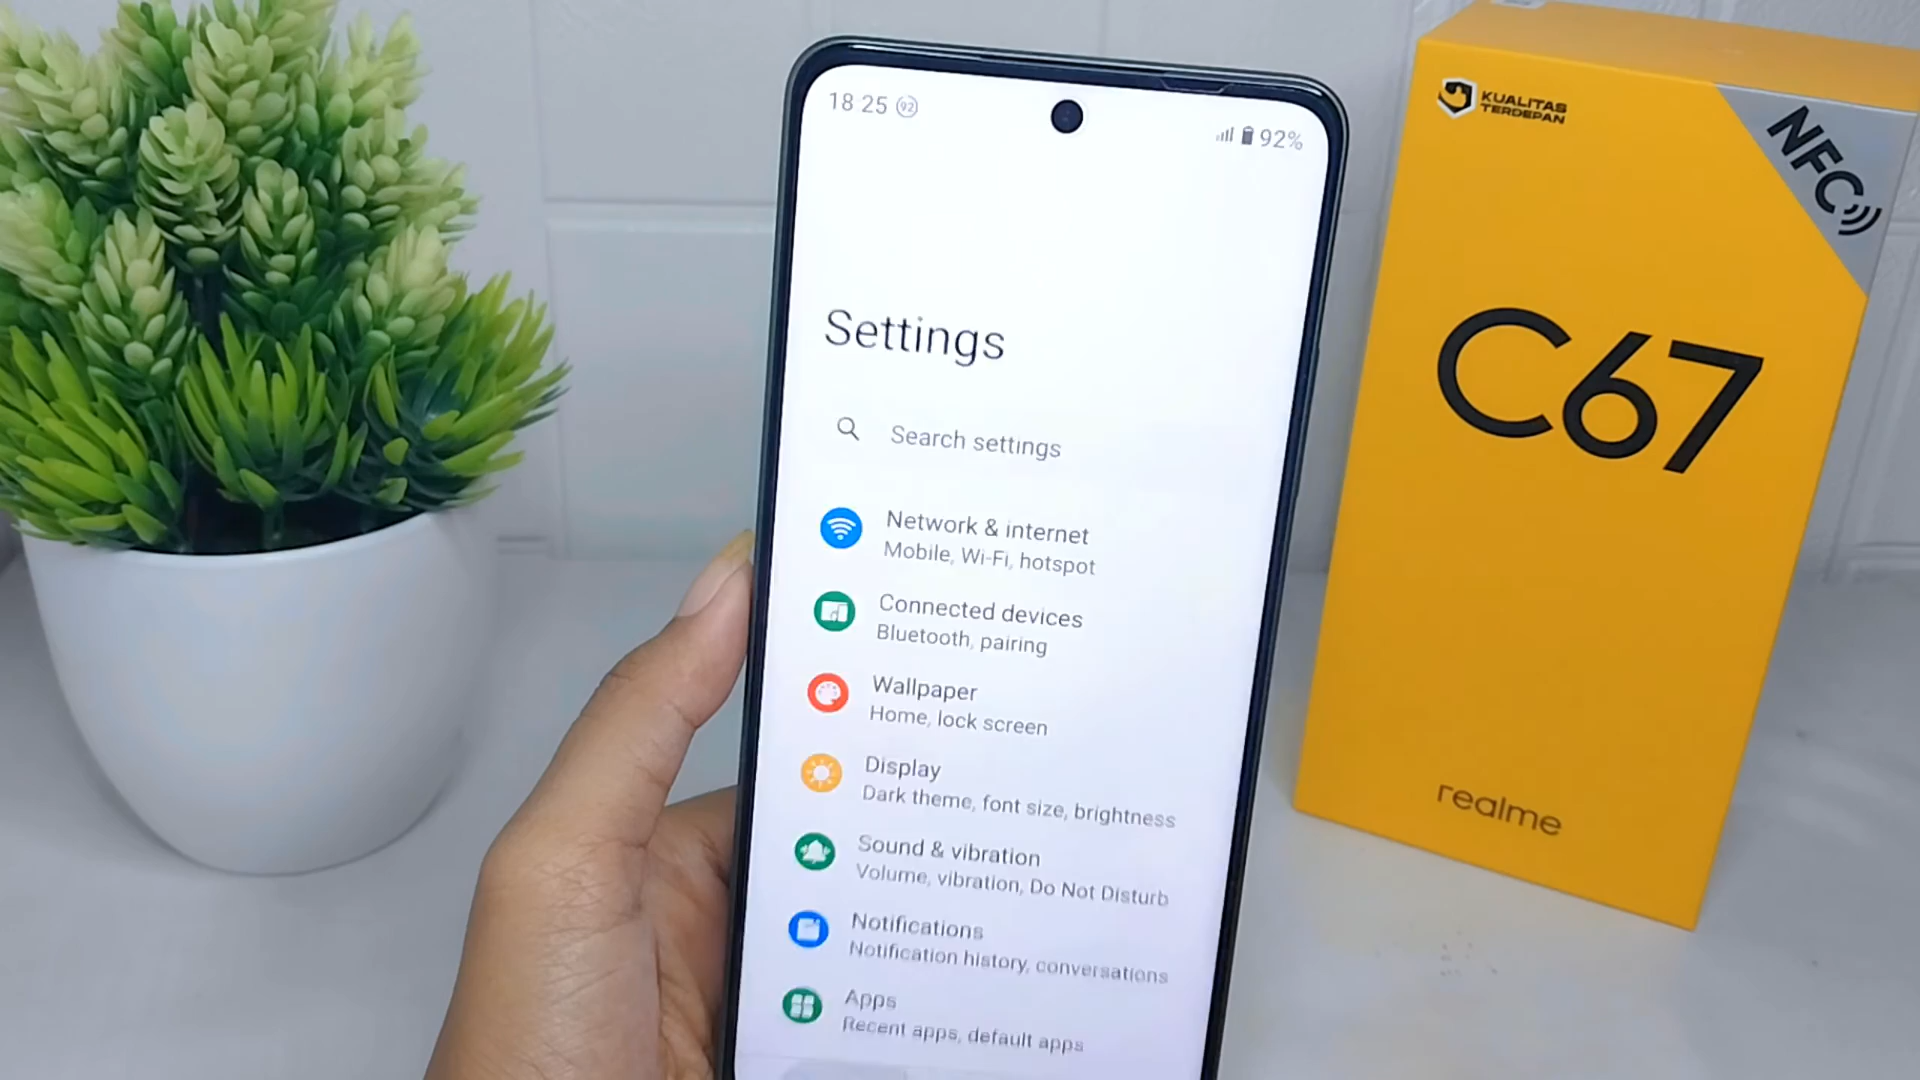 18 25 92
92%
Settings
Search settings
Network & internet
Mobile, Wi-Fi, hotspot
Connected devices
Bluetooth, pairing
Wallpaper
Home, lock screen
Display
Dark theme, font size, brightness
Sound & vibration
Volume, vibration, Do Not Disturb
Notifications
Notification history, conversations
Apps
Recent apps, default apps
KUALITAS
TERDEPAN
NFC
C67
realme